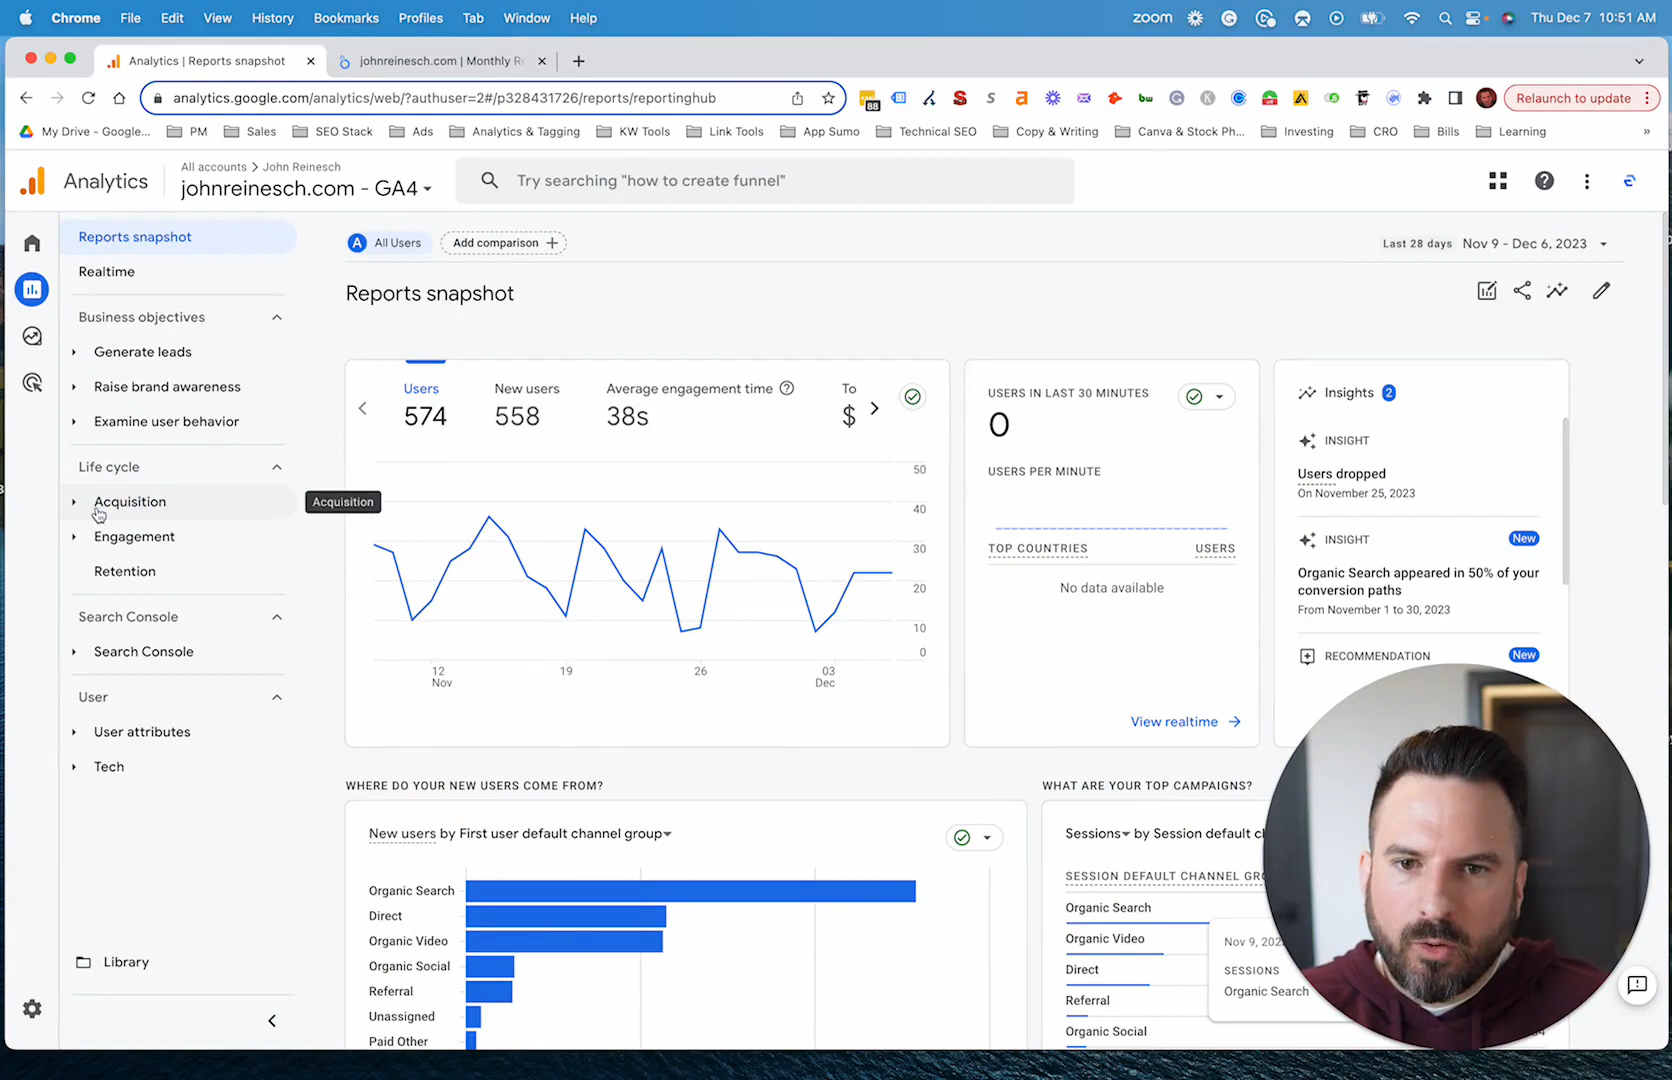 Chrome File Edit View History Bookmarks Profiles Tab Window Help zoom Thu Dec 7 10:51 AM
Analytics | Reports snapshot johnreinesch.com | Monthly
analytics.google.com/analytics/web/?authuser=2#/p328431726/reports/reportinghub 88 Relaunch to update
My Drive - Google... PM Sales SEO Stack Ads Analytics & Tagging KW Tools Link Tools App Sumo Technical SEO Copy & Writing Canva & Stock Ph... Investing CRO Bills Learning »
Analytics
All accounts > John Reinesch
johnreinesch.com - GA4
Try searching "how to create funnel"
Reports snapshot
Realtime
Business objectives
Generate leads
Raise brand awareness
Examine user behavior
Life cycle
Acquisition
Engagement
Retention
Search Console
Search Console
User
User attributes
Tech
Library
Acquisition
A All Users Add comparison +
Last 28 days Nov 9 - Dec 6, 2023
Reports snapshot
Users
574
New users
558
Average engagement time
38s
To
$
50
40
30
20
10
0
12
Nov
19
26
03
Dec
USERS IN LAST 30 MINUTES
0
USERS PER MINUTE
TOP COUNTRIES USERS
No data available
View realtime
Insights 2
INSIGHT
Users dropped
On November 25, 2023
INSIGHT New
Organic Search appeared in 50% of your
conversion paths
From November 1 to 30, 2023
RECOMMENDATION New
WHERE DO YOUR NEW USERS COME FROM?
New users by First user default channel group
Organic Search
Direct
Organic Video
Organic Social
Referral
Unassigned
Paid Other
WHAT ARE YOUR TOP CAMPAIGNS?
Sessions by Session default
SESSION DEFAULT CHANNEL
Organic Search
Organic Video
Direct
Referral
Organic Social
Nov 9,
SESSIONS
Organic Search